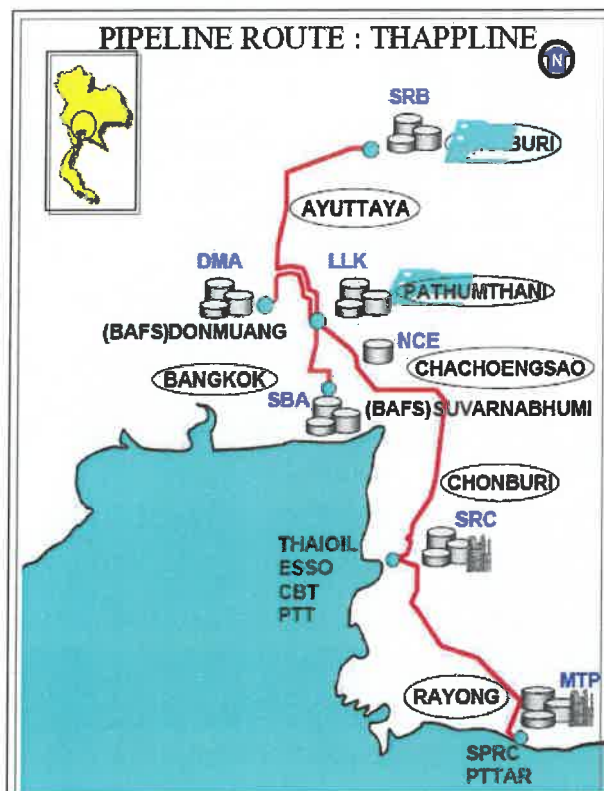 PIPELINE ROUTE : THAPPLINE
N
SRB
AYUTTAYA
DMA
LLK
PATHUMTHANI
(BAFS)DONMUANG
NCE
CHACHOENGSAO
BANGKOK
SBA
(BAFS)SUVARNABHUMI
CHONBURI
SRC
THAIOIL
ESSO
CBT
PTT
RAYONG
MTP
SPRC
PTTAR